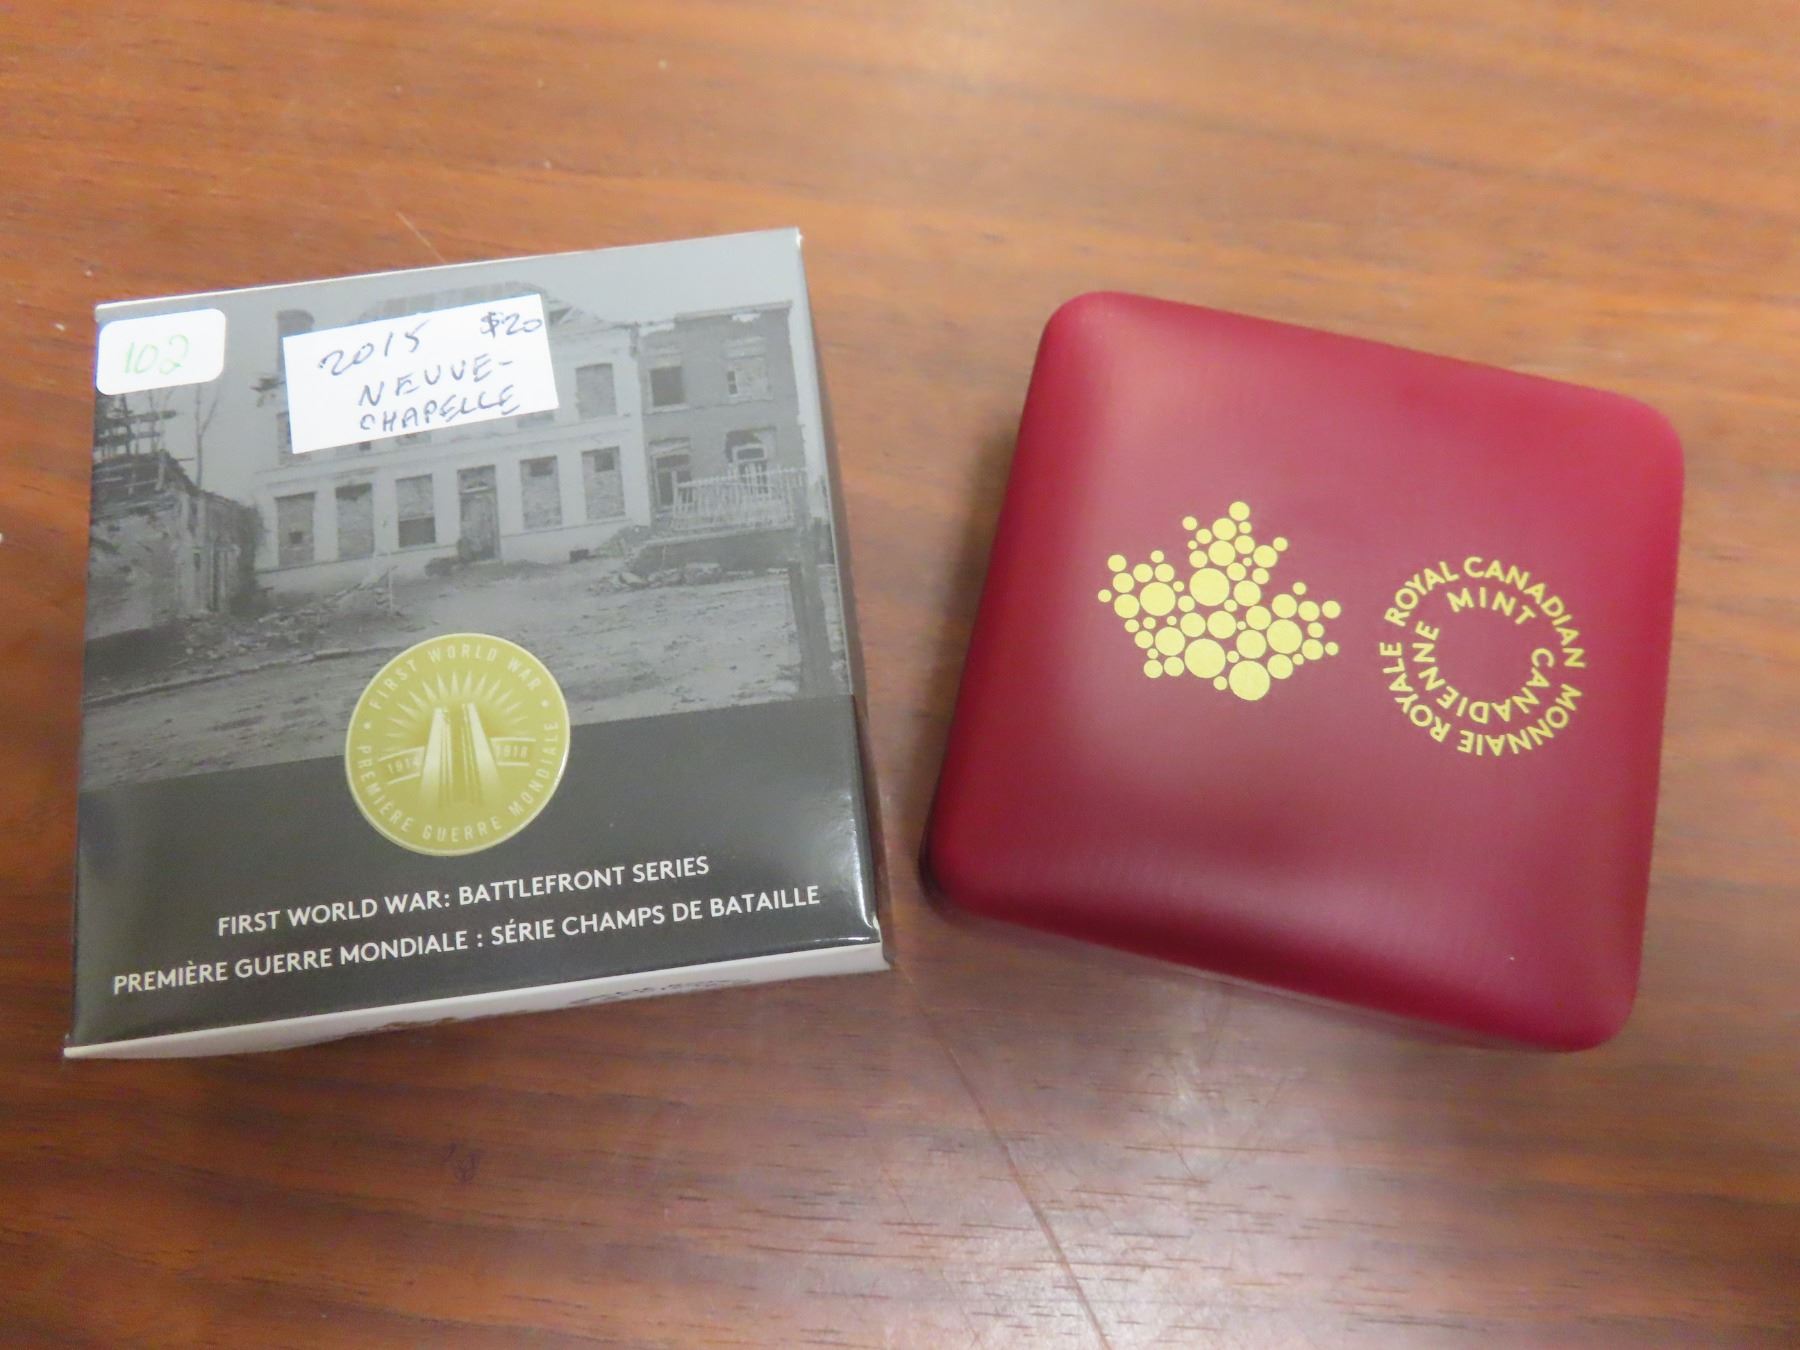 102
2015 $20
NEUVE-
CHAPELLE
FIRST WORLD WAR
1914 1918
PREMIÈRE GUERRE MONDIALE
FIRST WORLD WAR: BATTLEFRONT SERIES
PREMIÈRE GUERRE MONDIALE : SÉRIE CHAMPS DE BATAILLE
ROYAL CANADIAN
MINT
MONNAIE ROYALE
CANADIENNE